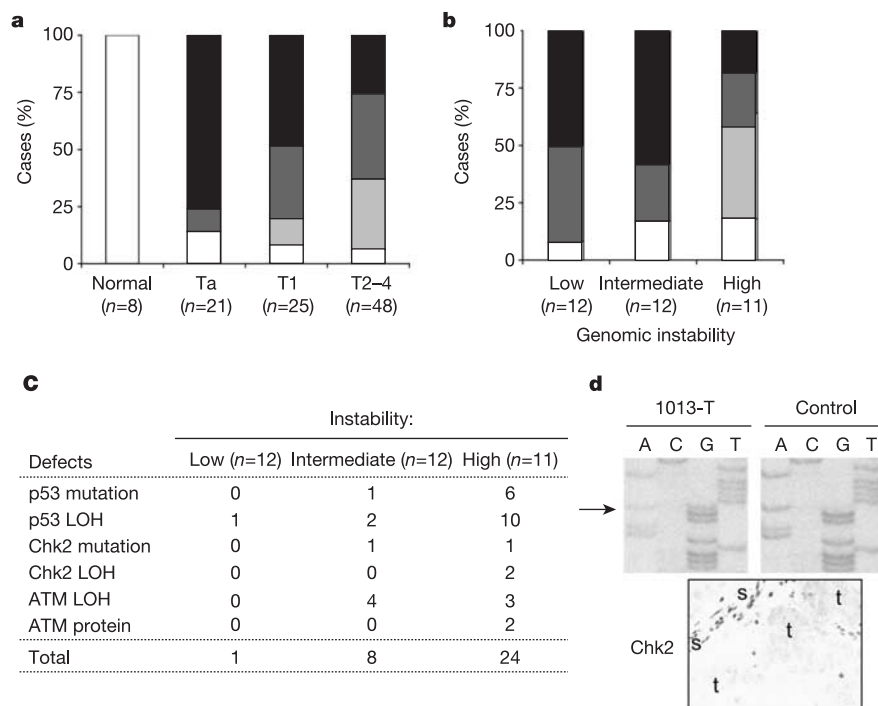 a
Cases (%)
100
75
50
25
0
Normal Ta T1 T2–4
(n=8) (n=21) (n=25) (n=48)
b
Cases (%)
100
75
50
25
0
Low Intermediate High
(n=12) (n=12) (n=11)
Genomic instability
c
Instability:
Defects Low (n=12) Intermediate (n=12) High (n=11)
p53 mutation 0 1 6
p53 LOH 1 2 10
Chk2 mutation 0 1 1
Chk2 LOH 0 0 2
ATM LOH 0 4 3
ATM protein 0 0 2
Total 1 8 24
d
1013-T Control
A C G T A C G T
Chk2
s t
s t
t